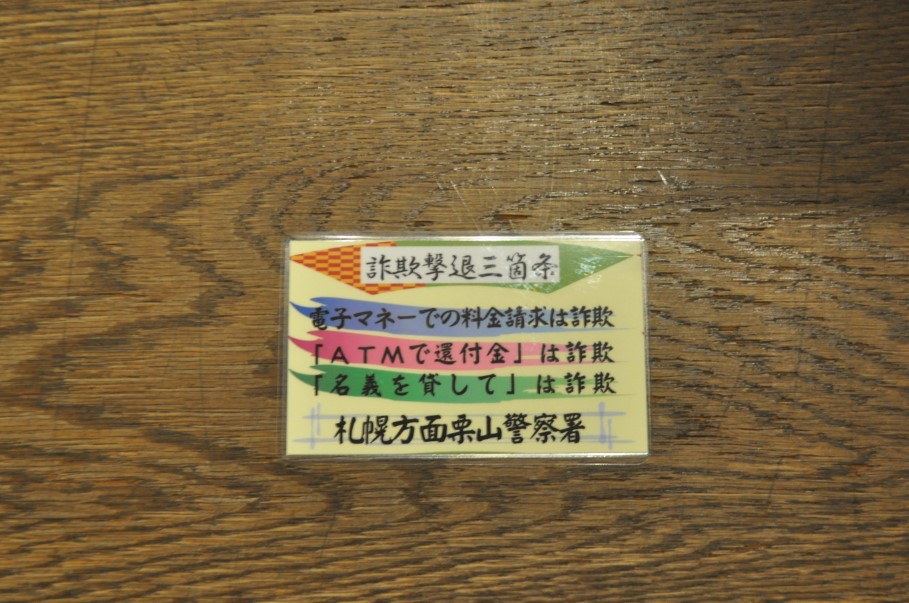 詐欺撃退三箇条
電子マネーでの料金請求は詐欺
「ATMで還付金」は詐欺
「名義を貸して」は詐欺
札幌方面栗山警察署